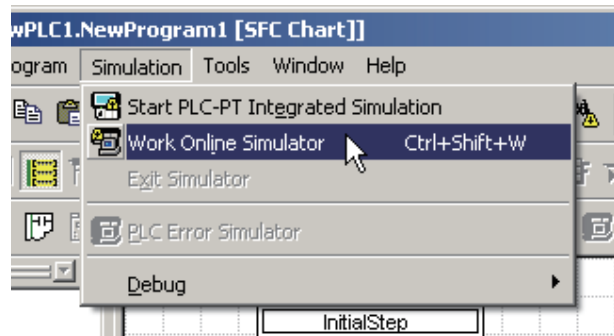 wPLC1.NewProgram1 [SFC Chart]]
ogram Simulation Tools Window Help
Start PLC-PT Integrated Simulation
Work Online Simulator Ctrl+Shift+W
Exit Simulator
PLC Error Simulator
Debug
InitialStep